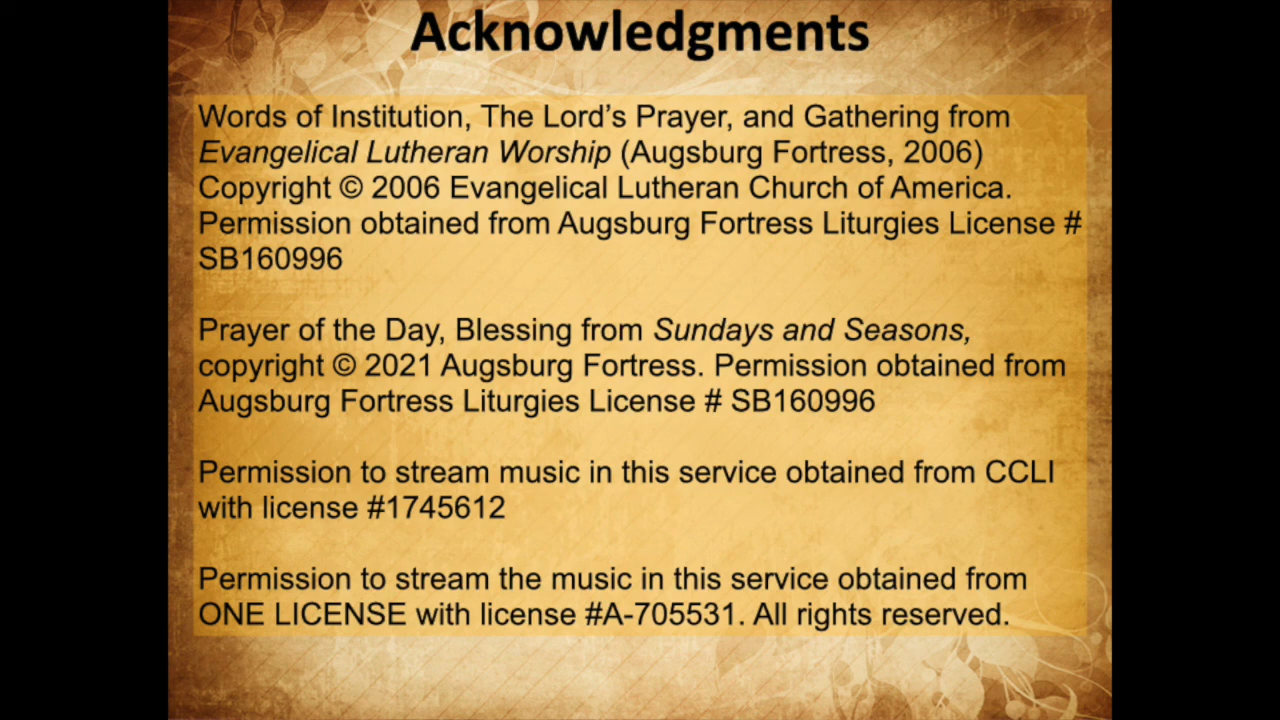 Acknowledgments
Words of Institution, The Lord’s Prayer, and Gathering from
Evangelical Lutheran Worship (Augsburg Fortress, 2006)
Copyright © 2006 Evangelical Lutheran Church of America.
Permission obtained from Augsburg Fortress Liturgies License #
SB160996
Prayer of the Day, Blessing from Sundays and Seasons,
copyright © 2021 Augsburg Fortress. Permission obtained from
Augsburg Fortress Liturgies License # SB160996
Permission to stream music in this service obtained from CCLI
with license #1745612
Permission to stream the music in this service obtained from
ONE LICENSE with license #A-705531. All rights reserved.